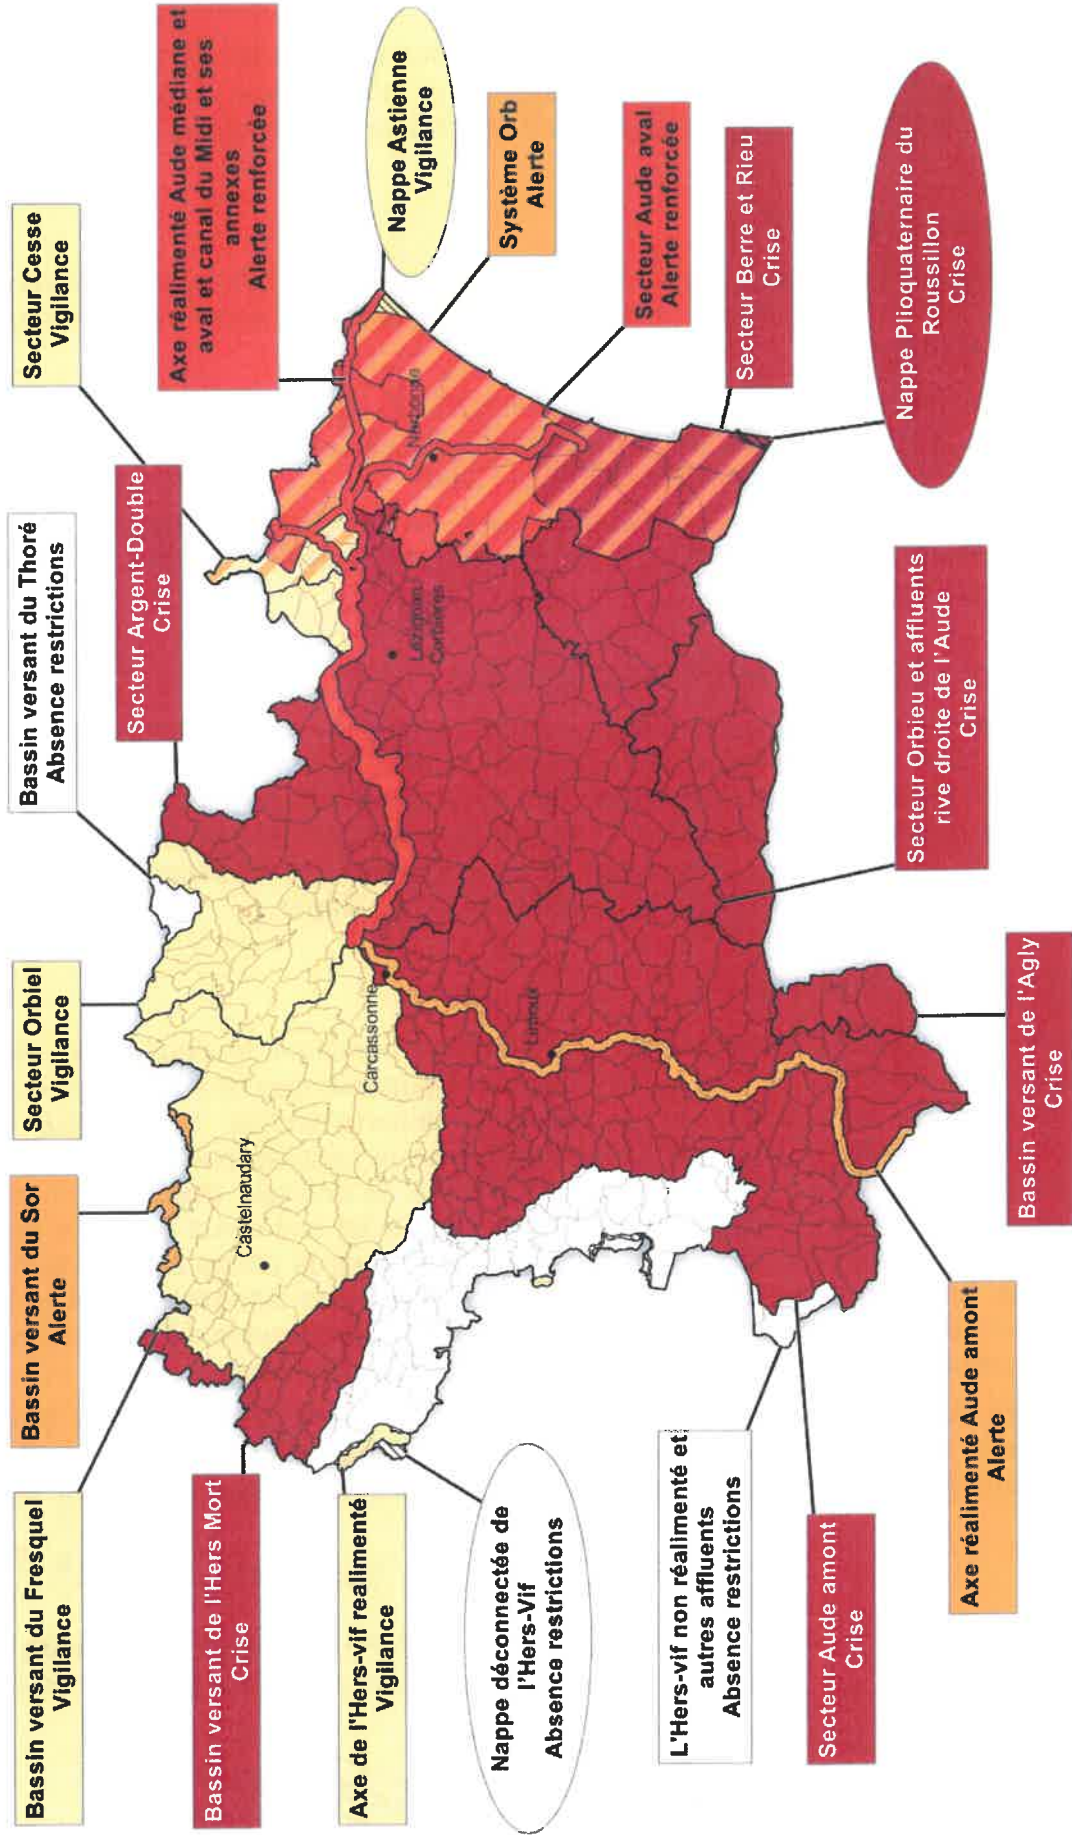 Bassin versant du Fresquel
Vigilance
Bassin versant du Sor
Alerte
Secteur Orbiel
Vigilance
Bassin versant du Thoré
Absence restrictions
Secteur Cesse
Vigilance
Secteur Argent-Double
Crise
Axe réalimenté Aude médiane et
aval et canal du Midi et ses
annexes
Alerte renforcée
Nappe Astienne
Vigilance
Système Orb
Alerte
Secteur Aude aval
Alerte renforcée
Secteur Berre et Rieu
Crise
Nappe Plioquaternaire du
Roussillon
Crise
Secteur Orbieu et affluents
rive droite de l'Aude
Crise
Bassin versant de l'Agly
Crise
Axe réalimenté Aude amont
Alerte
Secteur Aude amont
Crise
L'Hers-vif non réalimenté et
autres affluents
Absence restrictions
Nappe déconnectée de
l'Hers-Vif
Absence restrictions
Axe de l'Hers-vif realimenté
Vigilance
Bassin versant de l'Hers Mort
Crise
Castelnaudary
Carcassonne
Limoux
Lézignan
Corbières
Narbonne